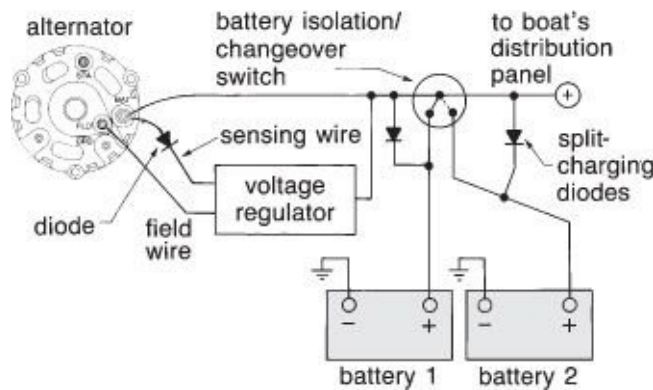 alternator
battery isolation/
changeover
switch
to boat's
distribution
panel
+
sensing wire
split-
charging
diodes
voltage
regulator
diode
field
wire
− +
− +
battery 1
battery 2